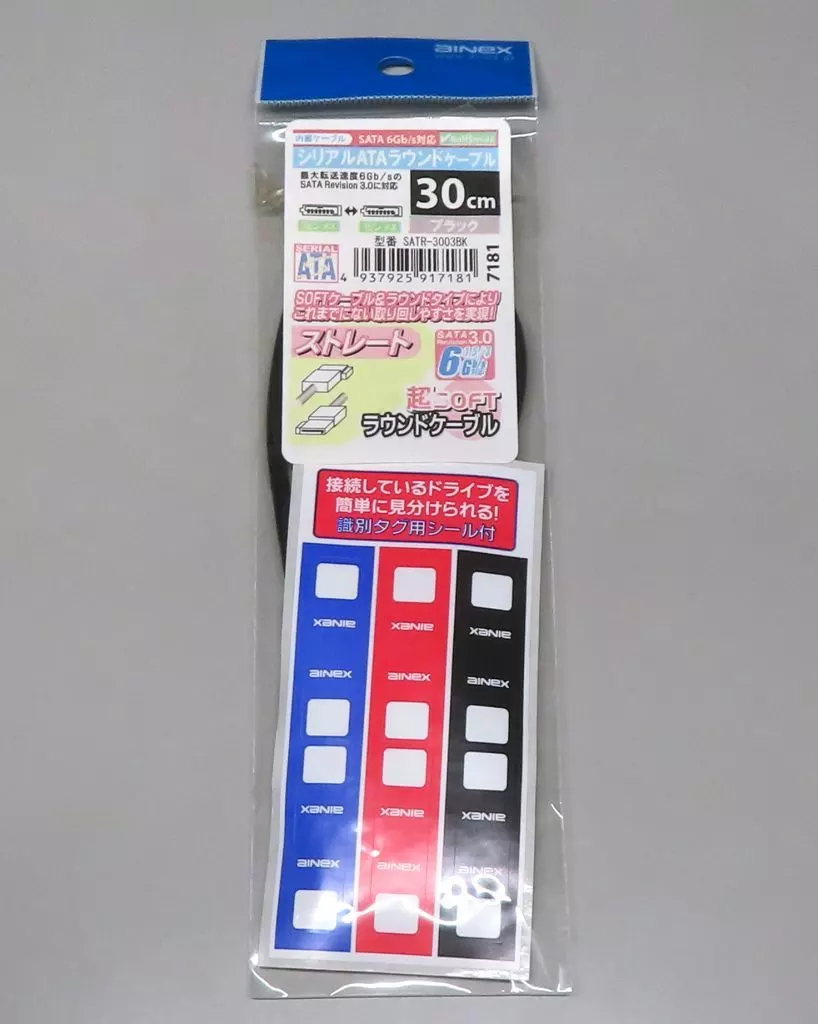 AINEX
内蔵ケーブル SATA 6Gb/s対応
シリアルATAラウンドケーブル
最大転送速度6Gb/sの
SATA Revision 3.0に対応
30cm
ブラック
型番 SATR-3003BK
SERIAL
ATA
4 937925 917181
7181
SOFTケーブル&ラウンドタイプにより
これまでにない取り回しやすさを実現!
ストレート
SATA
Revision 3.0
6
超SOFT
ラウンドケーブル
接続しているドライブを
簡単に見分けられる!
識別タグ用シール付
AINEX AINEX AINEX
AINEX AINEX AINEX
AINEX AINEX AINEX
AINEX AINEX AINEX